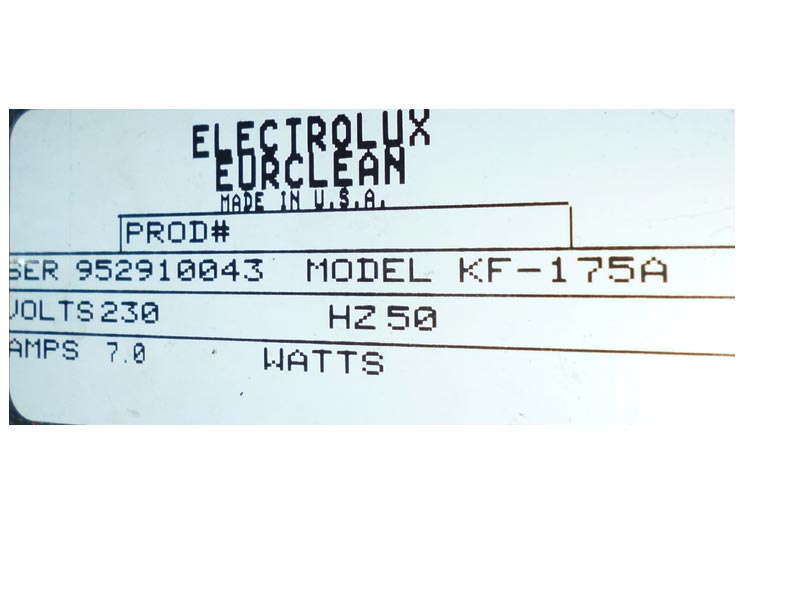 ELECTROLUX
EURCLEAN
MADE IN U.S.A.
PROD#
SER 952910043 MODEL KF-175A
VOLTS 230 HZ 50
AMPS 7.0 WATTS